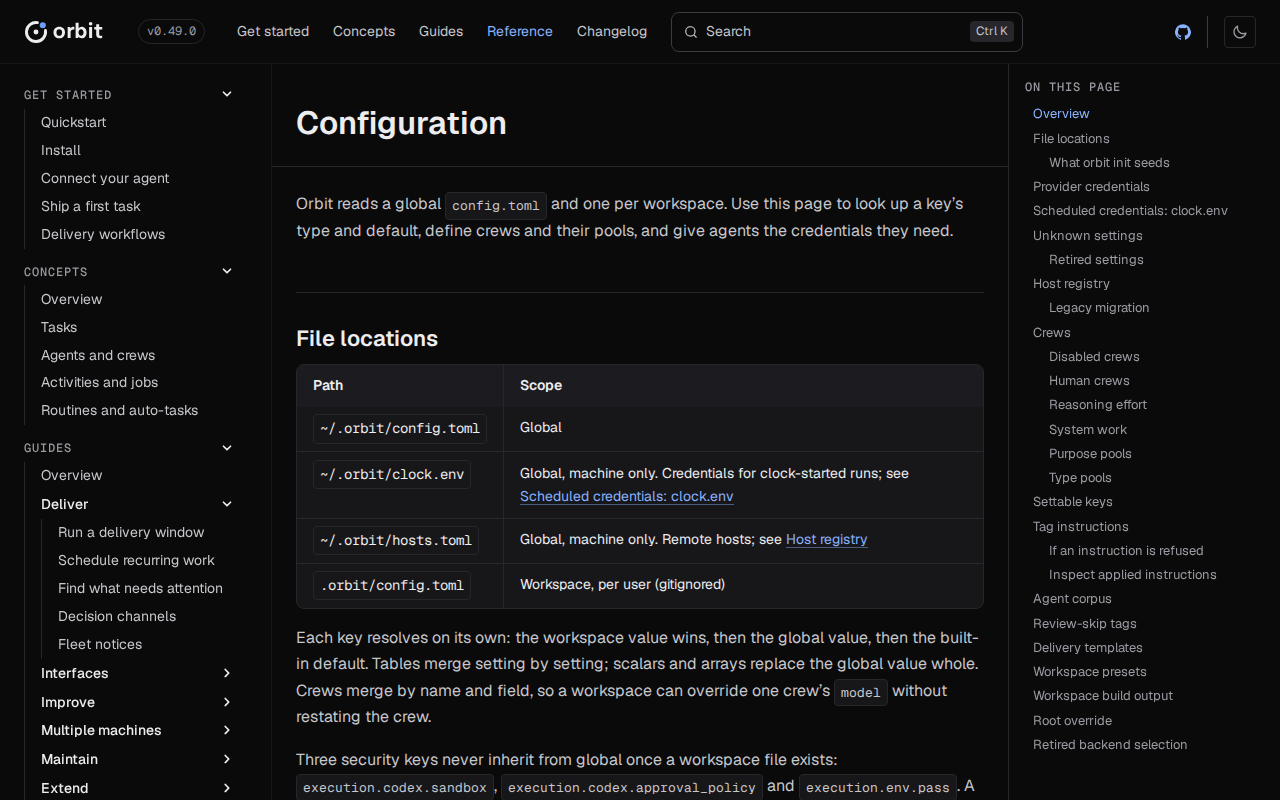 orbit
v0.49.0
Get started
Concepts
Guides
Reference
Changelog
Search
Ctrl K
GET STARTED
Quickstart
Install
Connect your agent
Ship a first task
Delivery workflows
CONCEPTS
Overview
Tasks
Agents and crews
Activities and jobs
Routines and auto-tasks
GUIDES
Overview
Deliver
Run a delivery window
Schedule recurring work
Find what needs attention
Decision channels
Fleet notices
Interfaces
Improve
Multiple machines
Maintain
Extend
Configuration
Orbit reads a global config.toml and one per workspace. Use this page to look up a key’s
type and default, define crews and their pools, and give agents the credentials they need.
File locations
Path Scope
~/.orbit/config.toml Global
~/.orbit/clock.env Global, machine only. Credentials for clock-started runs; see
Scheduled credentials: clock.env
~/.orbit/hosts.toml Global, machine only. Remote hosts; see Host registry
.orbit/config.toml Workspace, per user (gitignored)
Each key resolves on its own: the workspace value wins, then the global value, then the built-
in default. Tables merge setting by setting; scalars and arrays replace the global value whole.
Crews merge by name and field, so a workspace can override one crew’s model without
restating the crew.
Three security keys never inherit from global once a workspace file exists:
execution.codex.sandbox, execution.codex.approval_policy and execution.env.pass. A
ON THIS PAGE
Overview
File locations
What orbit init seeds
Provider credentials
Scheduled credentials: clock.env
Unknown settings
Retired settings
Host registry
Legacy migration
Crews
Disabled crews
Human crews
Reasoning effort
System work
Purpose pools
Type pools
Settable keys
Tag instructions
If an instruction is refused
Inspect applied instructions
Agent corpus
Review-skip tags
Delivery templates
Workspace presets
Workspace build output
Root override
Retired backend selection